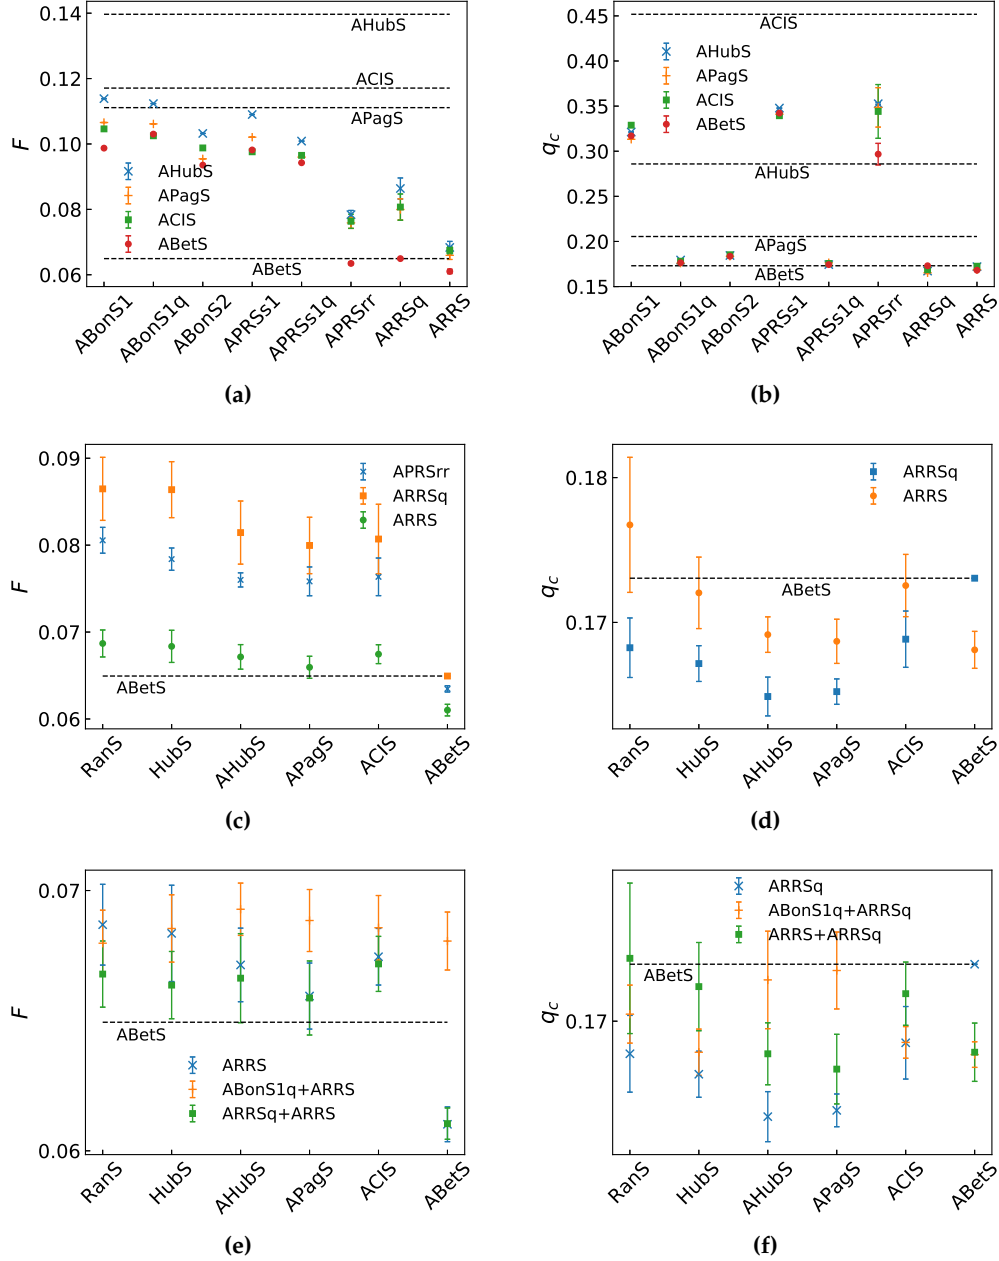 F
0.14
0.12
0.10
0.08
0.06
AHubS
ACIS
APagS
ABetS
AHubS
APagS
ACIS
ABetS
ABonS1
ABonS1q
ABonS2
APRSs1
APRSs1q
APRSrr
ARRSq
ARRS
(a)
q_c
0.45
0.40
0.35
0.30
0.25
0.20
0.15
ACIS
AHubS
APagS
ABetS
AHubS
APagS
ACIS
ABetS
ABonS1
ABonS1q
ABonS2
APRSs1
APRSs1q
APRSrr
ARRSq
ARRS
(b)
F
0.09
0.08
0.07
0.06
APRSrr
ARRSq
ARRS
ABetS
RanS
HubS
AHubS
APagS
ACIS
ABetS
(c)
q_c
0.18
0.17
ARRSq
ARRS
ABetS
RanS
HubS
AHubS
APagS
ACIS
ABetS
(d)
F
0.07
0.06
ABetS
ARRS
ABonS1q+ARRS
ARRSq+ARRS
RanS
HubS
AHubS
APagS
ACIS
ABetS
(e)
q_c
0.17
ARRSq
ABonS1q+ARRSq
ARRS+ARRSq
ABetS
RanS
HubS
AHubS
APagS
ACIS
ABetS
(f)